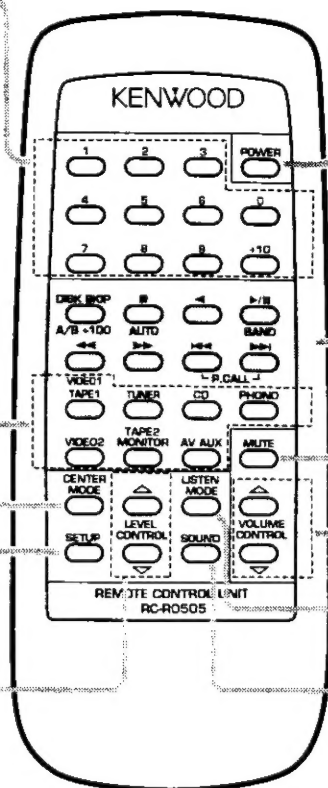 KENWOOD
1 2 3 POWER
4 5 6 0
7 8 9 +10
DISK SKIP ■ ◀ ▶/II
A/B +100 AUTO BAND
◀◀ ▶▶ I◀◀ ▶▶I
P.CALL
VIDEO1
TAPE1 TUNER CD PHONO
TAPE2
VIDEO2 MONITOR AV AUX MUTE
CENTER MODE LISTEN MODE
LEVEL CONTROL VOLUME CONTROL
SETUP SOUND
REMOTE CONTROL UNIT
RC-R0505